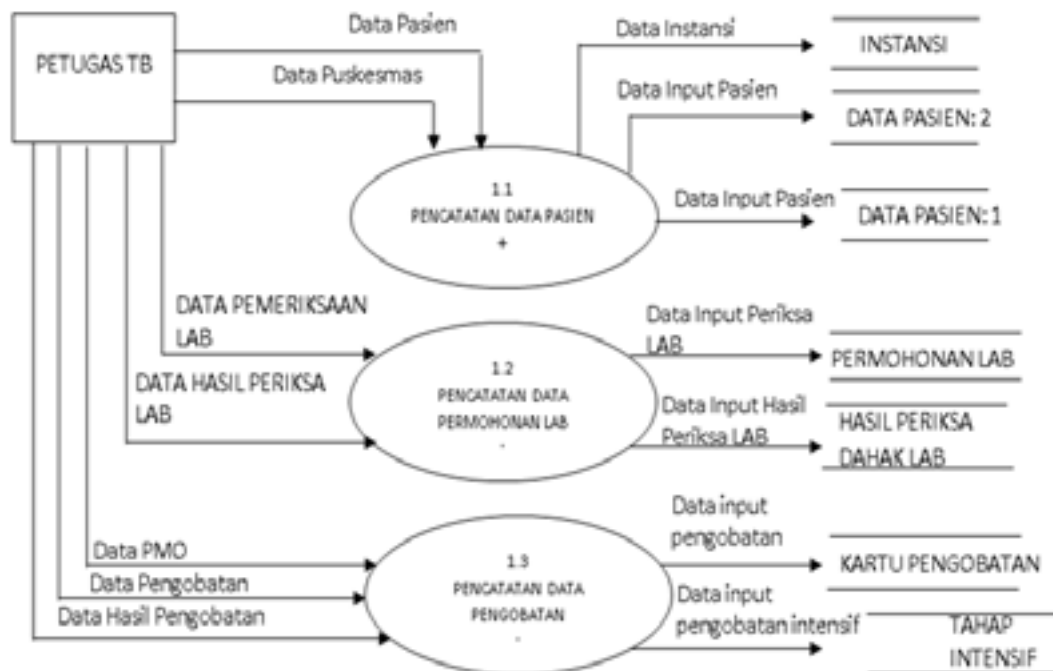 PETUGAS TB
Data Pasien
Data Puskesmas
Data Instansi
INSTANSI
Data Input Pasien
DATA PASIEN: 2
1.1
PENCATATAN DATA PASIEN
+
Data Input Pasien
DATA PASIEN: 1
DATA PEMERIKSAAN
LAB
DATA HASIL PERIKSA
LAB
1.2
PENCATATAN DATA
PERMOHONAN LAB
-
Data Input Periksa
LAB
PERMOHONAN LAB
Data Input Hasil
Periksa LAB
HASIL PERIKSA
DAHAK LAB
Data PMO
Data Pengobatan
Data Hasil Pengobatan
1.3
PENCATATAN DATA
PENGOBATAN
-
Data input
pengobatan
KARTU PENGOBATAN
Data input
pengobatan intensif
TAHAP
INTENSIF